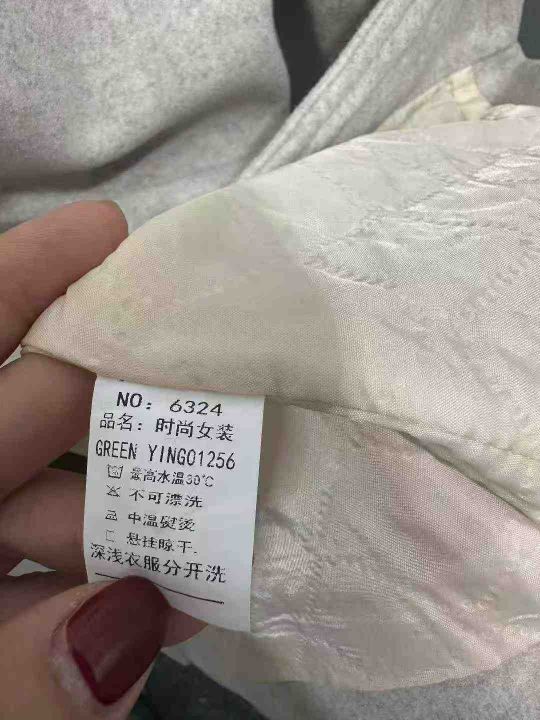 NO: 6324
品名: 时尚女装
GREEN YING01256
最高水温30℃
不可漂洗
中温熨烫
悬挂晾干.
深浅衣服分开洗